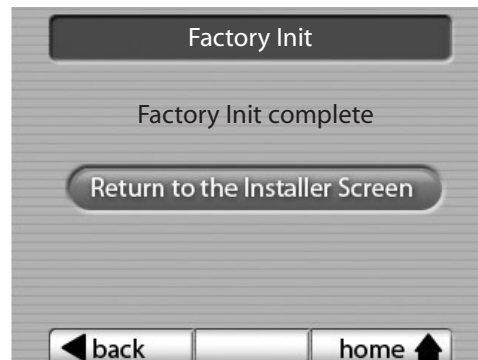 Factory Init
Factory Init complete
Return to the Installer Screen
back
home